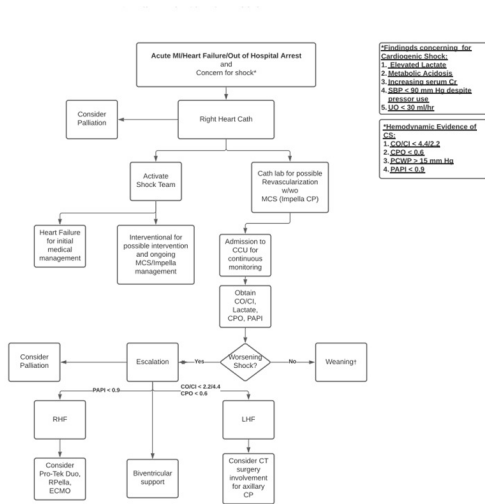 Acute MI/Heart Failure/Out of Hospital Arrest
and
Concern for shock*
*Findingds concerning for
Cardiogenic Shock:
1. Elevated Lactate
2. Metabolic Acidosis
3. Increasing serum Cr
4. SBP < 90 mm Hg despite
pressor use
5. UO < 30 ml/hr
Consider
Palliation
Right Heart Cath
*Hemodynamic Evidence of
CS:
1. CO/CI < 4.4/2.2
2. CPO < 0.6
3. PCWP > 15 mm Hg
4. PAPI < 0.9
Activate
Shock Team
Cath lab for possible
Revascularization
w/wo
MCS (Impella CP)
Heart Failure
for initial
medical
management
Interventional for
possible intervention
and ongoing
MCS/Impella
management
Admission to
CCU for
continuous
monitoring
Obtain
CO/CI,
Lactate,
CPO, PAPI
Consider
Palliation
Escalation
Yes
Worsening
Shock?
No
Weaning†
PAPI < 0.9
CO/CI < 2.2/4.4
CPO < 0.6
RHF
LHF
Consider
Pro-Tek Duo,
RPella,
ECMO
Biventricular
support
Consider CT
surgery
involvement
for axillary
CP